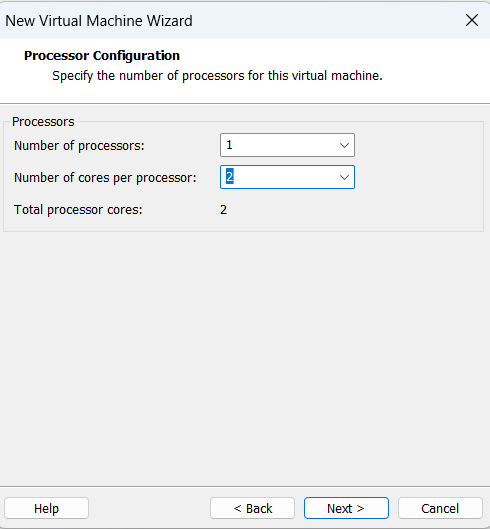 New Virtual Machine Wizard
Processor Configuration
Specify the number of processors for this virtual machine.
Processors
Number of processors: 1
Number of cores per processor: 2
Total processor cores: 2
Help < Back Next > Cancel